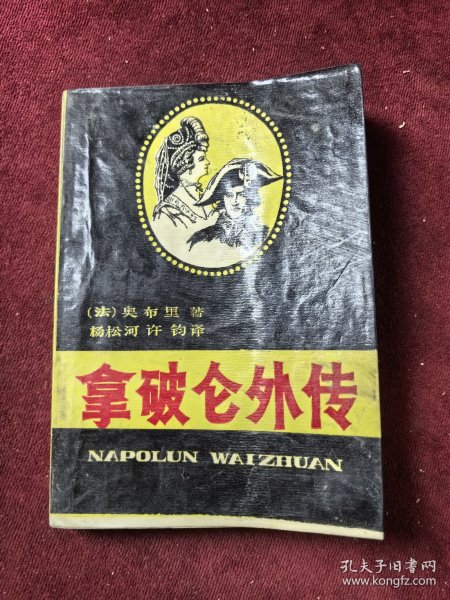 (法)奥布里 著
杨松河 许钧译
拿破仑外传
NAPOLUN WAIZHUAN
孔夫子旧书网
www.kongfz.com